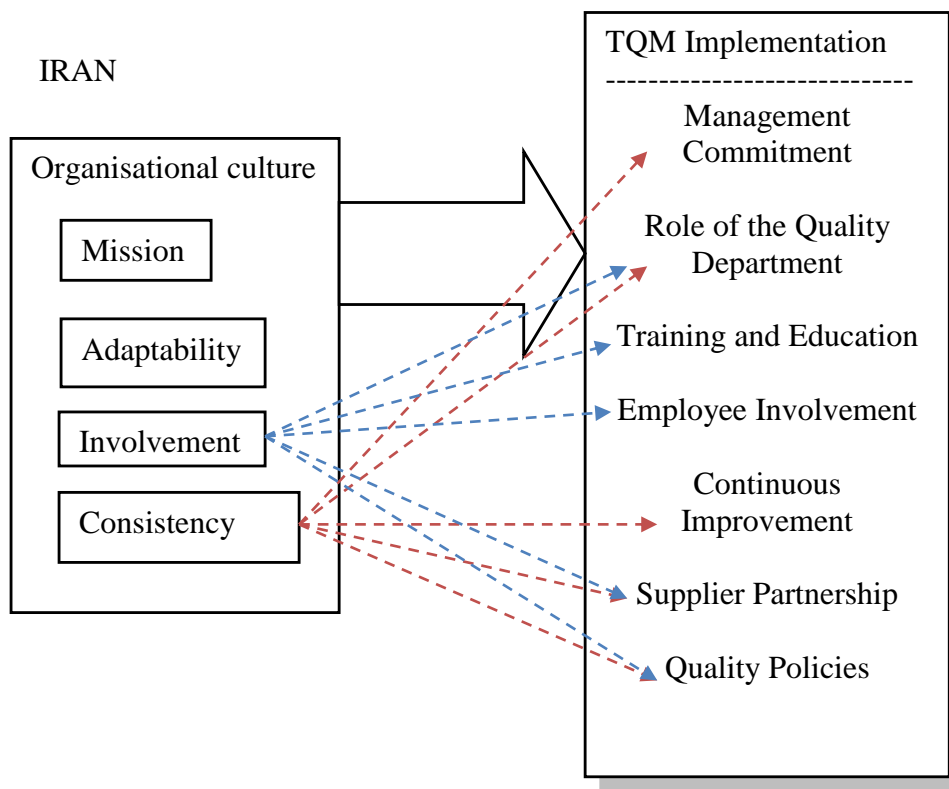 IRAN
Organisational culture
Mission
Adaptability
Involvement
Consistency
TQM Implementation
------------------------------
Management
Commitment
Role of the Quality
Department
Training and Education
Employee Involvement
Continuous
Improvement
Supplier Partnership
Quality Policies